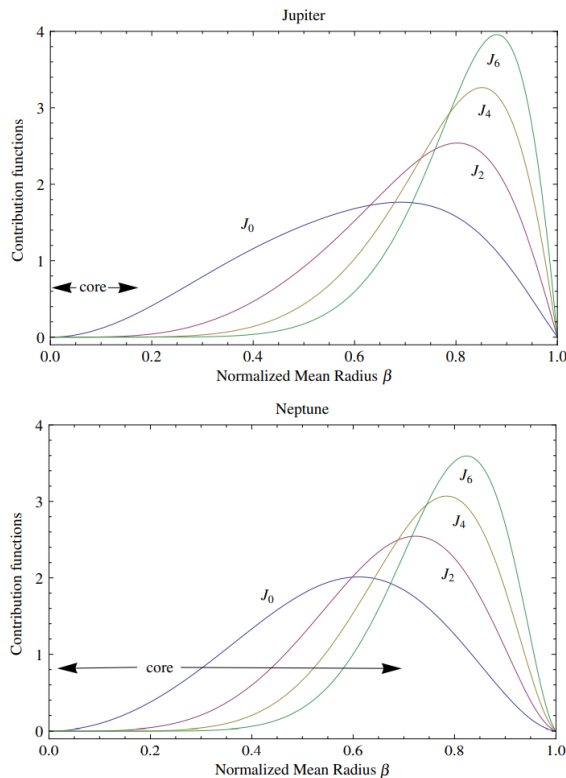 Jupiter
4
3
2
1
0
Contribution functions
J6
J4
J2
J0
core
0.0 0.2 0.4 0.6 0.8 1.0
Normalized Mean Radius β
Neptune
4
3
2
1
0
Contribution functions
J6
J4
J2
J0
core
0.0 0.2 0.4 0.6 0.8 1.0
Normalized Mean Radius β